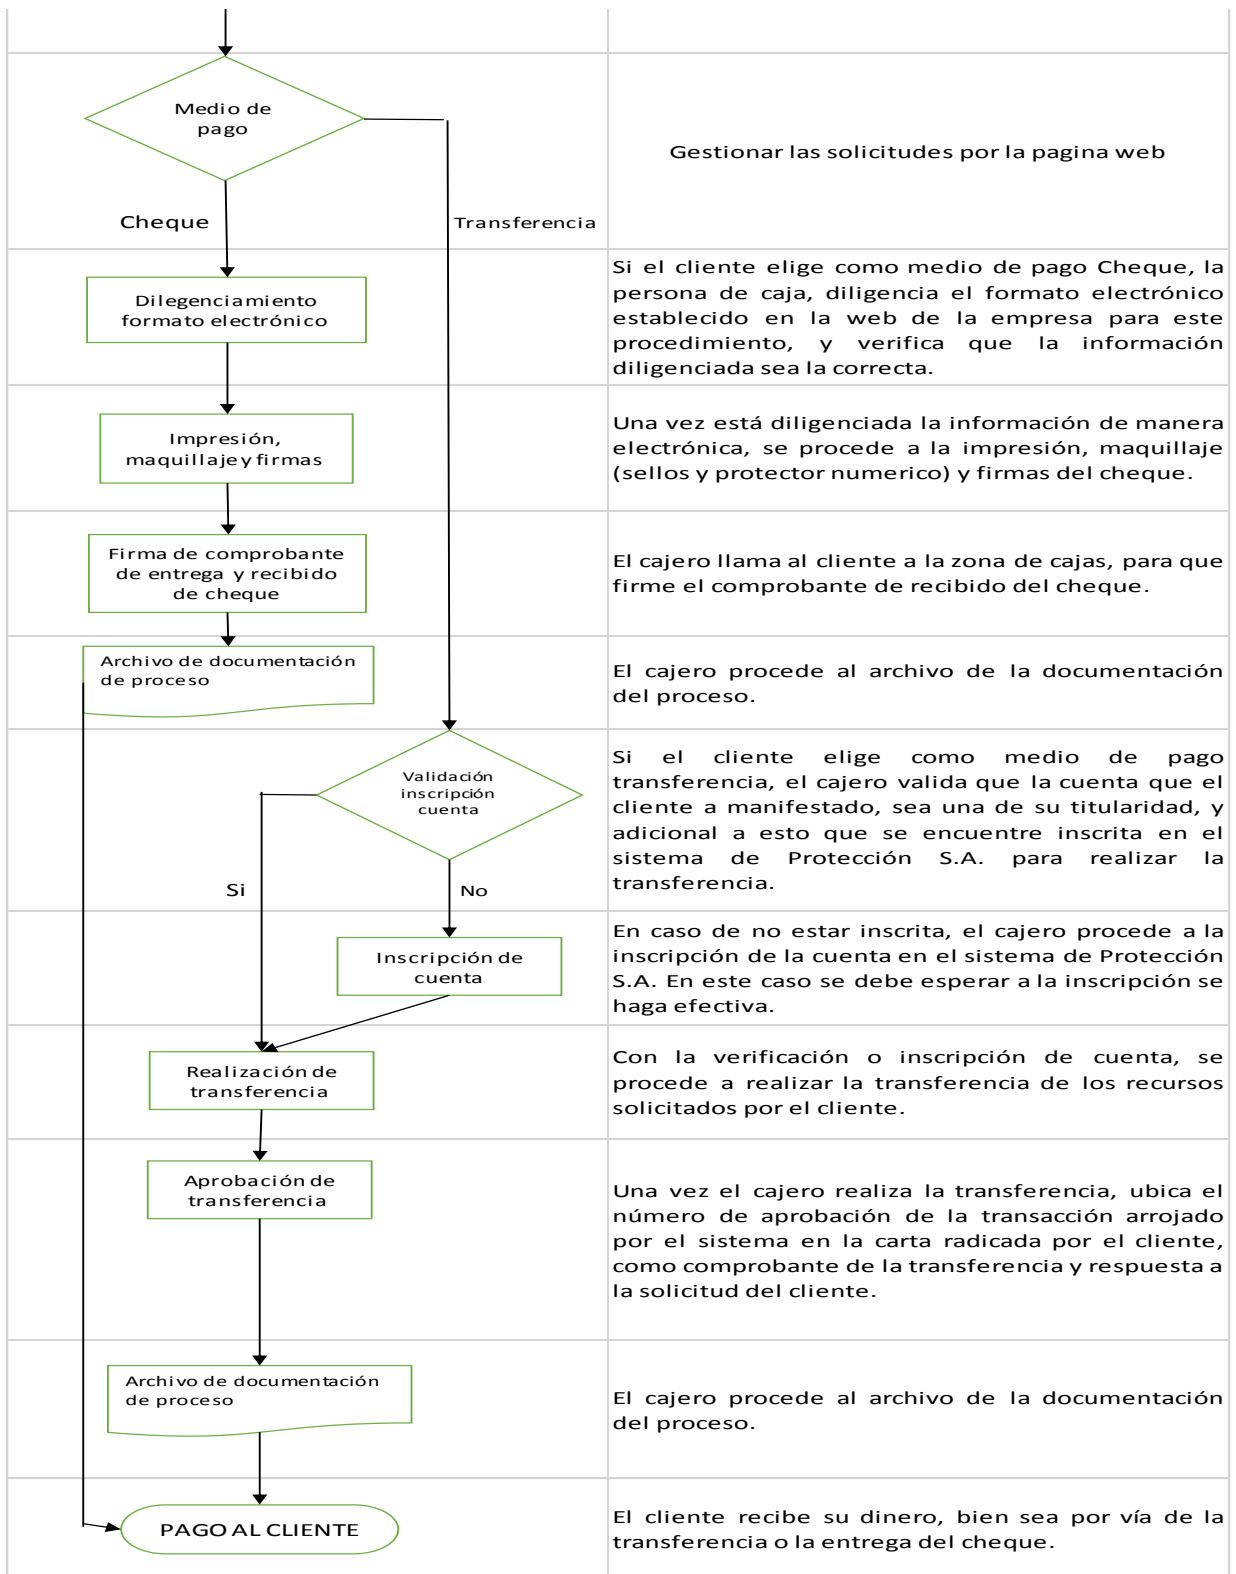 Medio de
pago
Gestionar las solicitudes por la pagina web
Cheque
Transferencia
Dilegenciamiento
formato electrónico
Si el cliente elige como medio de pago Cheque, la
persona de caja, diligencia el formato electrónico
establecido en la web de la empresa para este
procedimiento, y verifica que la información
diligenciada sea la correcta.
Impresión,
maquillaje y firmas
Una vez está diligenciada la información de manera
electrónica, se procede a la impresión, maquillaje
(sellos y protector numerico) y firmas del cheque.
Firma de comprobante
de entrega y recibido
de cheque
El cajero llama al cliente a la zona de cajas, para que
firme el comprobante de recibido del cheque.
Archivo de documentación
de proceso
El cajero procede al archivo de la documentación
del proceso.
Validación
inscripción
cuenta
Si el cliente elige como medio de pago
transferencia, el cajero valida que la cuenta que el
cliente a manifestado, sea una de su titularidad, y
adicional a esto que se encuentre inscrita en el
sistema de Protección S.A. para realizar la
transferencia.
Si
No
Inscripción de
cuenta
En caso de no estar inscrita, el cajero procede a la
inscripción de la cuenta en el sistema de Protección
S.A. En este caso se debe esperar a la inscripción se
haga efectiva.
Realización de
transferencia
Con la verificación o inscripción de cuenta, se
procede a realizar la transferencia de los recursos
solicitados por el cliente.
Aprobación de
transferencia
Una vez el cajero realiza la transferencia, ubica el
número de aprobación de la transacción arrojado
por el sistema en la carta radicada por el cliente,
como comprobante de la transferencia y respuesta a
la solicitud del cliente.
Archivo de documentación
de proceso
El cajero procede al archivo de la documentación
del proceso.
PAGO AL CLIENTE
El cliente recibe su dinero, bien sea por vía de la
transferencia o la entrega del cheque.